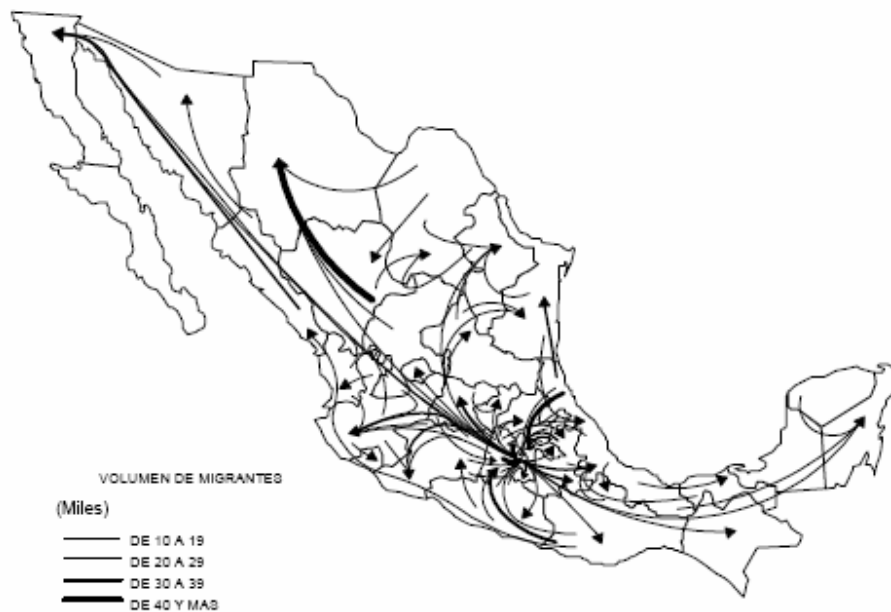 VOLUMEN DE MIGRANTES
(Miles)
DE 10 A 19
DE 20 A 29
DE 30 A 39
DE 40 Y MAS